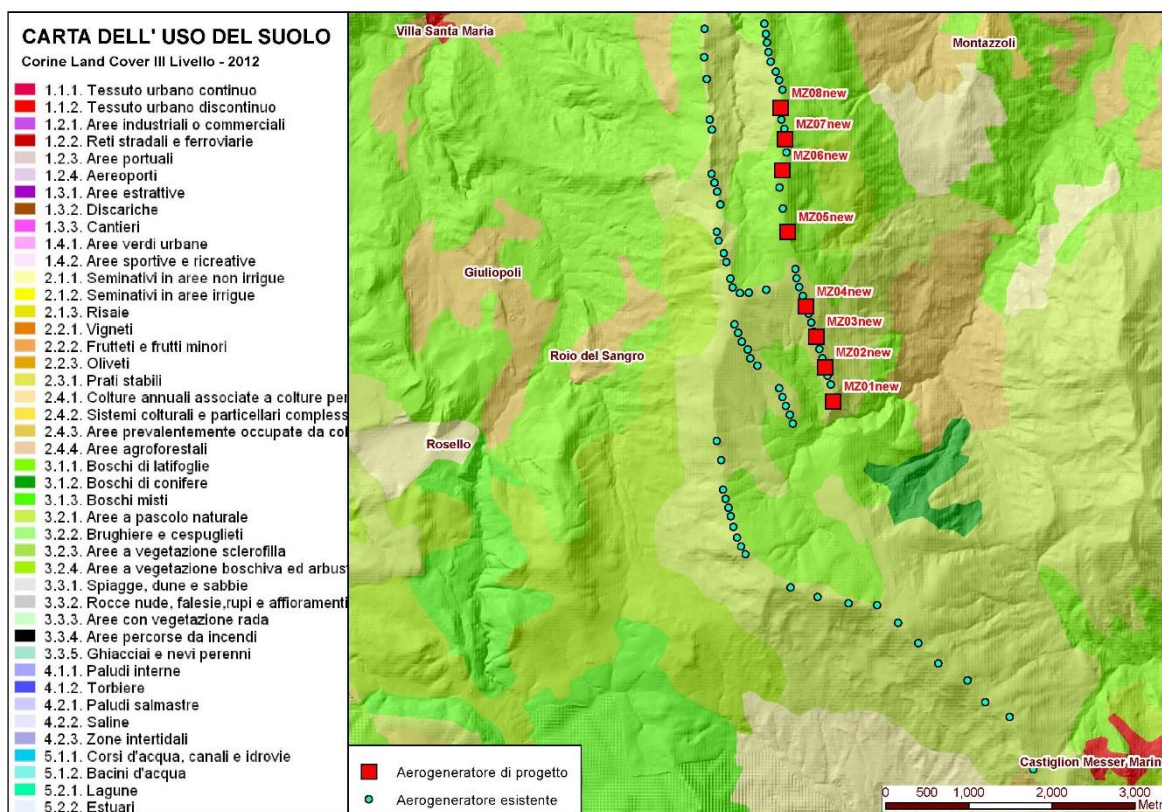 CARTA DELL' USO DEL SUOLO
Corine Land Cover III Livello - 2012
1.1.1. Tessuto urbano continuo
1.1.2. Tessuto urbano discontinuo
1.2.1. Aree industriali o commerciali
1.2.2. Reti stradali e ferroviarie
1.2.3. Aree portuali
1.2.4. Aereoporti
1.3.1. Aree estrattive
1.3.2. Discariche
1.3.3. Cantieri
1.4.1. Aree verdi urbane
1.4.2. Aree sportive e ricreative
2.1.1. Seminativi in aree non irrigue
2.1.2. Seminativi in aree irrigue
2.1.3. Risaie
2.2.1. Vigneti
2.2.2. Frutteti e frutti minori
2.2.3. Oliveti
2.3.1. Prati stabili
2.4.1. Colture annuali associate a colture per
2.4.2. Sistemi colturali e particellari compless
2.4.3. Aree prevalentemente occupate da col
2.4.4. Aree agroforestali
3.1.1. Boschi di latifoglie
3.1.2. Boschi di conifere
3.1.3. Boschi misti
3.2.1. Aree a pascolo naturale
3.2.2. Brughiere e cespuglieti
3.2.3. Aree a vegetazione sclerofilla
3.2.4. Aree a vegetazione boschiva ed arbus
3.3.1. Spiagge, dune e sabbie
3.3.2. Rocce nude, falesie,rupi e affioramenti
3.3.3. Aree con vegetazione rada
3.3.4. Aree percorse da incendi
3.3.5. Ghiacciai e nevi perenni
4.1.1. Paludi interne
4.1.2. Torbiere
4.2.1. Paludi salmastre
4.2.2. Saline
4.2.3. Zone intertidali
5.1.1. Corsi d'acqua, canali e idrovie
5.1.2. Bacini d'acqua
5.2.1. Lagune
5.2.2. Estuari
Villa Santa Maria
Montazzoli
MZ08new
MZ07new
MZ06new
MZ05new
Giuliopoli
MZ04new
MZ03new
Roio del Sangro
MZ02new
MZ01new
Rosello
Castiglion Messer Marin
Aerogeneratore di progetto
Aerogeneratore esistente
0 500 1,000 2,000 3,000
Me